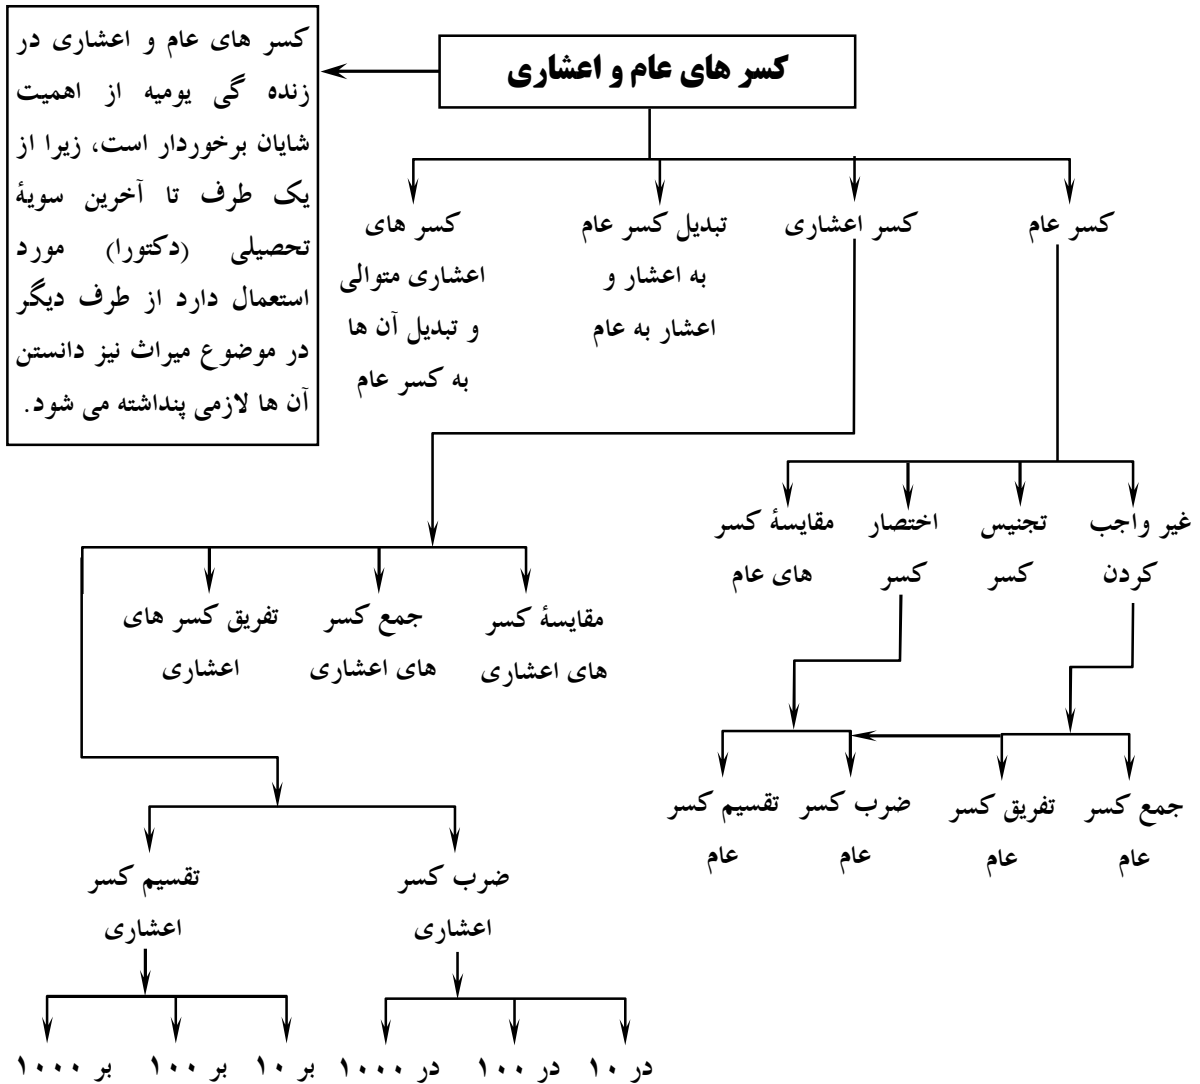 کسر های عام و اعشاری
کسر های عام و اعشاری در
زنده گی یومیه از اهمیت
شایان برخوردار است، زیرا از
یک طرف تا آخرین سویۀ
تحصیلی (دکتورا) مورد
استعمال دارد از طرف دیگر
در موضوع میراث نیز دانستن
آن ها لازمی پنداشته می شود.
کسر عام
کسر اعشاری
تبدیل کسر عام
به اعشار و
اعشار به عام
کسر های
اعشاری متوالی
و تبدیل آن ها
به کسر عام
غیر واجب
کردن
تجنیس
کسر
اختصار
کسر
مقایسۀ کسر
های عام
مقایسۀ کسر
های اعشاری
جمع کسر
های اعشاری
تفریق کسر های
اعشاری
جمع کسر
عام
تفریق کسر
عام
ضرب کسر
عام
تقسیم کسر
عام
ضرب کسر
اعشاری
تقسیم کسر
اعشاری
در ۱۰
در ۱۰۰
در ۱۰۰۰
بر ۱۰
بر ۱۰۰
بر ۱۰۰۰